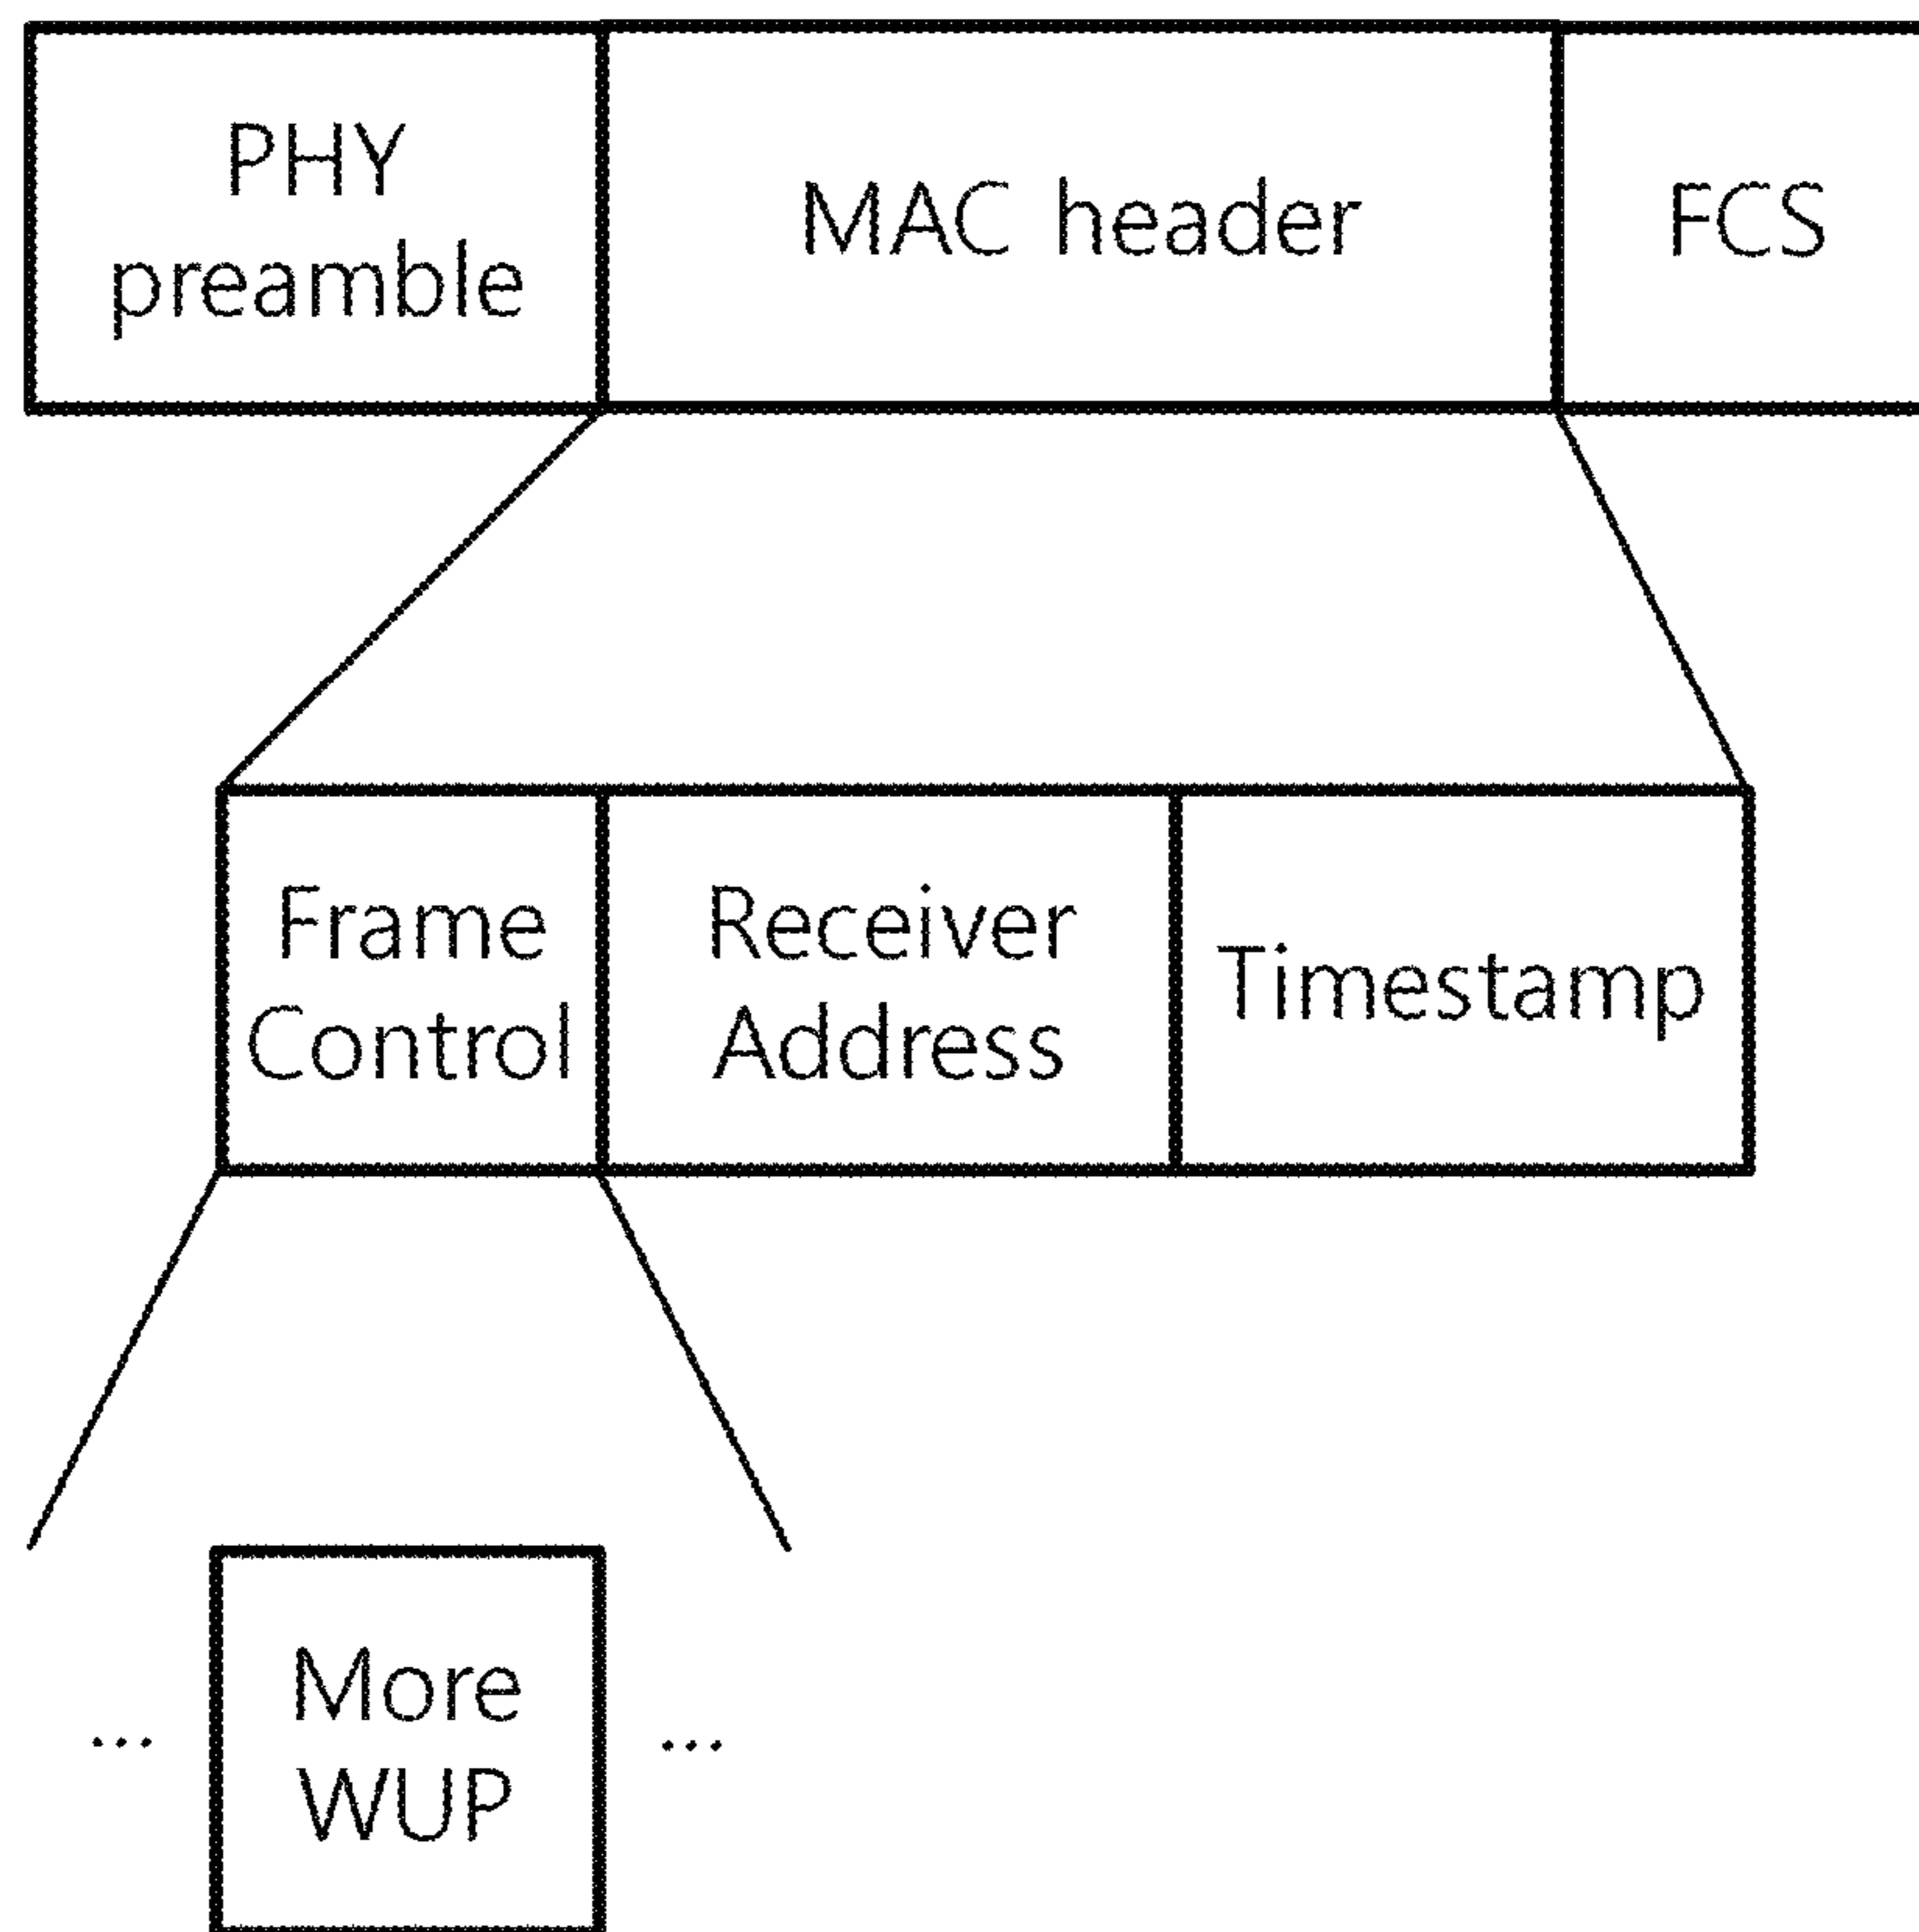 PHY
preamble
MAC header
FCS
Frame
Control
Receiver
Address
Timestamp
...
More
WUP
...